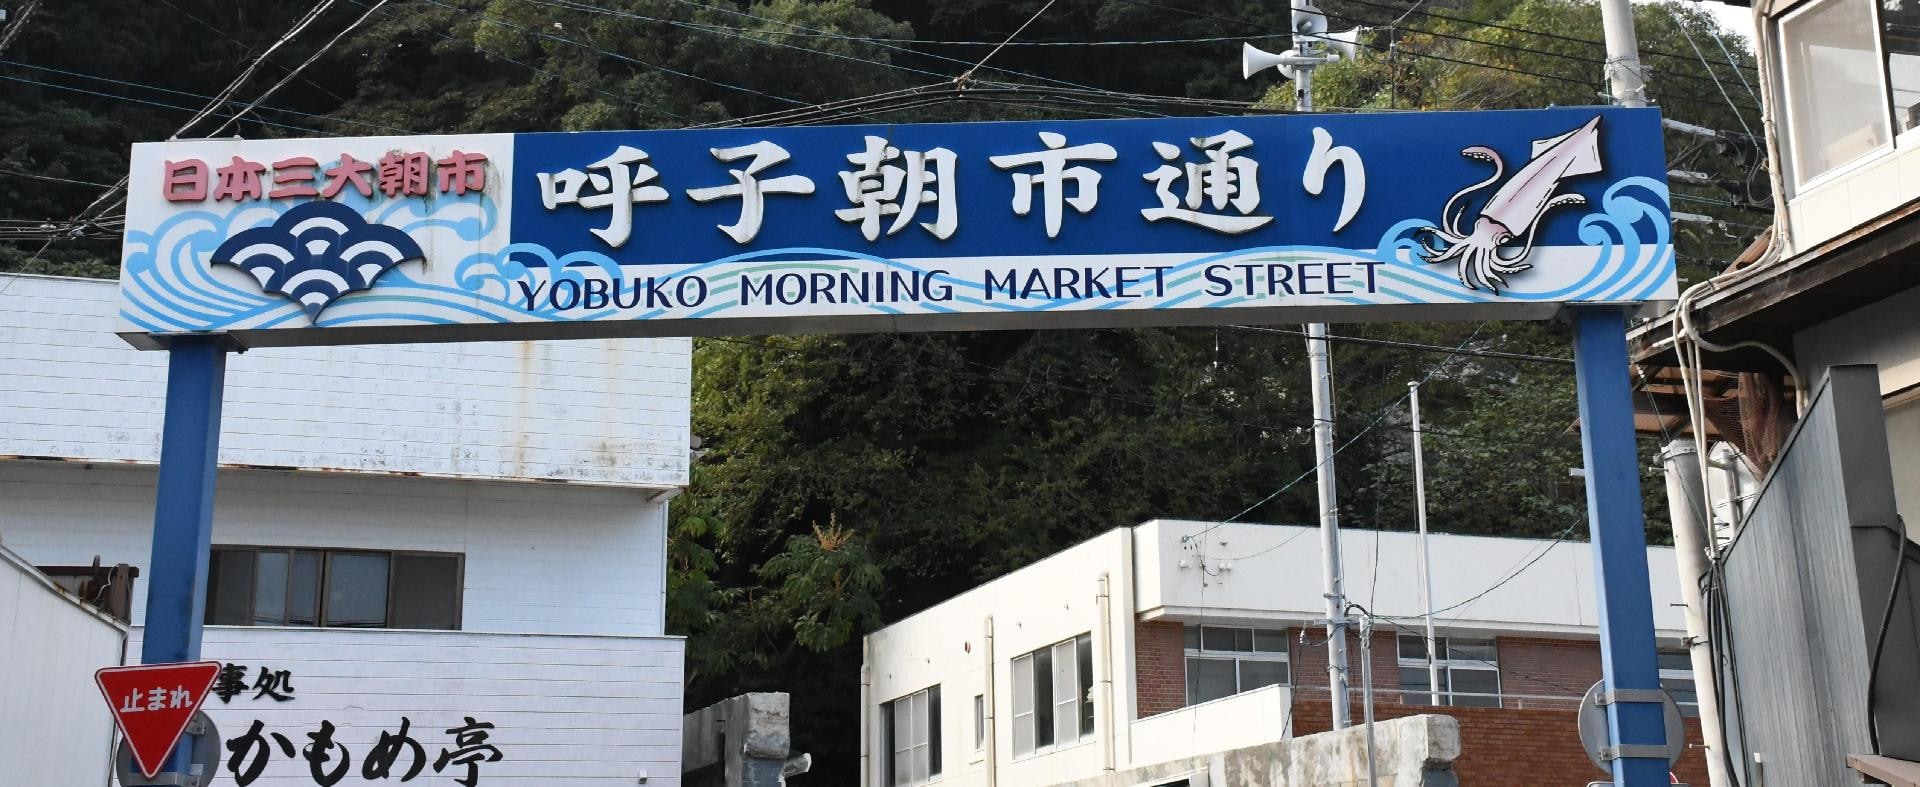 日本三大朝市
呼子朝市通り
YOBUKO MORNING MARKET STREET
止まれ
事処
かもめ亭